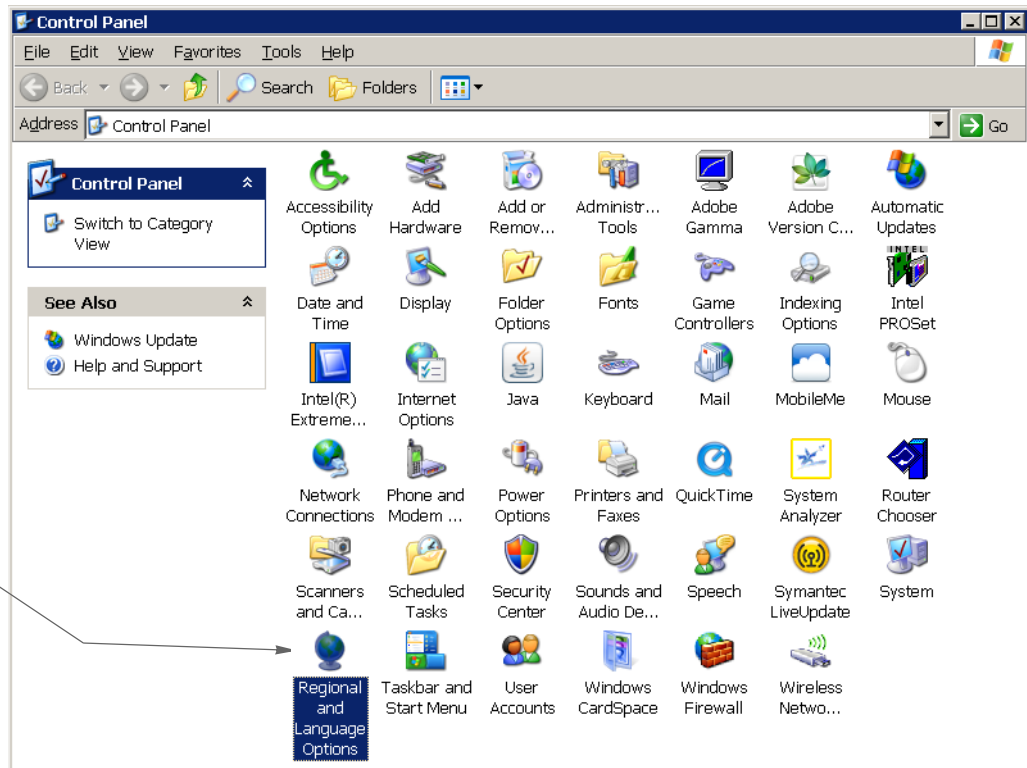 Control Panel
File Edit View Favorites Tools Help
Back Search Folders
Address Control Panel Go
Control Panel
Switch to Category
View
See Also
Windows Update
Help and Support
Accessibility
Options
Add
Hardware
Add or
Remov...
Administr...
Tools
Adobe
Gamma
Adobe
Version C...
Automatic
Updates
Date and
Time
Display
Folder
Options
Fonts
Game
Controllers
Indexing
Options
INTEL
Intel
PROSet
Intel(R)
Extreme...
Internet
Options
Java
Keyboard
Mail
MobileMe
Mouse
Network
Connections
Phone and
Modem ...
Power
Options
Printers and
Faxes
QuickTime
System
Analyzer
Router
Chooser
Scanners
and Ca...
Scheduled
Tasks
Security
Center
Sounds and
Audio De...
Speech
Symantec
LiveUpdate
System
Regional
and
Language
Options
Taskbar and
Start Menu
User
Accounts
Windows
CardSpace
Windows
Firewall
Wireless
Netwo...